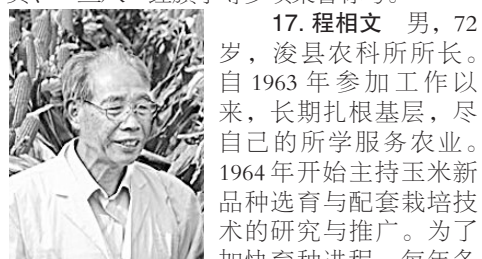 17. 程相文 男，72
岁，浚县农科所所长。
自 1963 年参加工作以
来，长期扎根基层，尽
自己的所学服务农业。
1964 年开始主持玉米新
品种选育与配套栽培技
术的研究与推广。为了
加快育种进程，每年冬